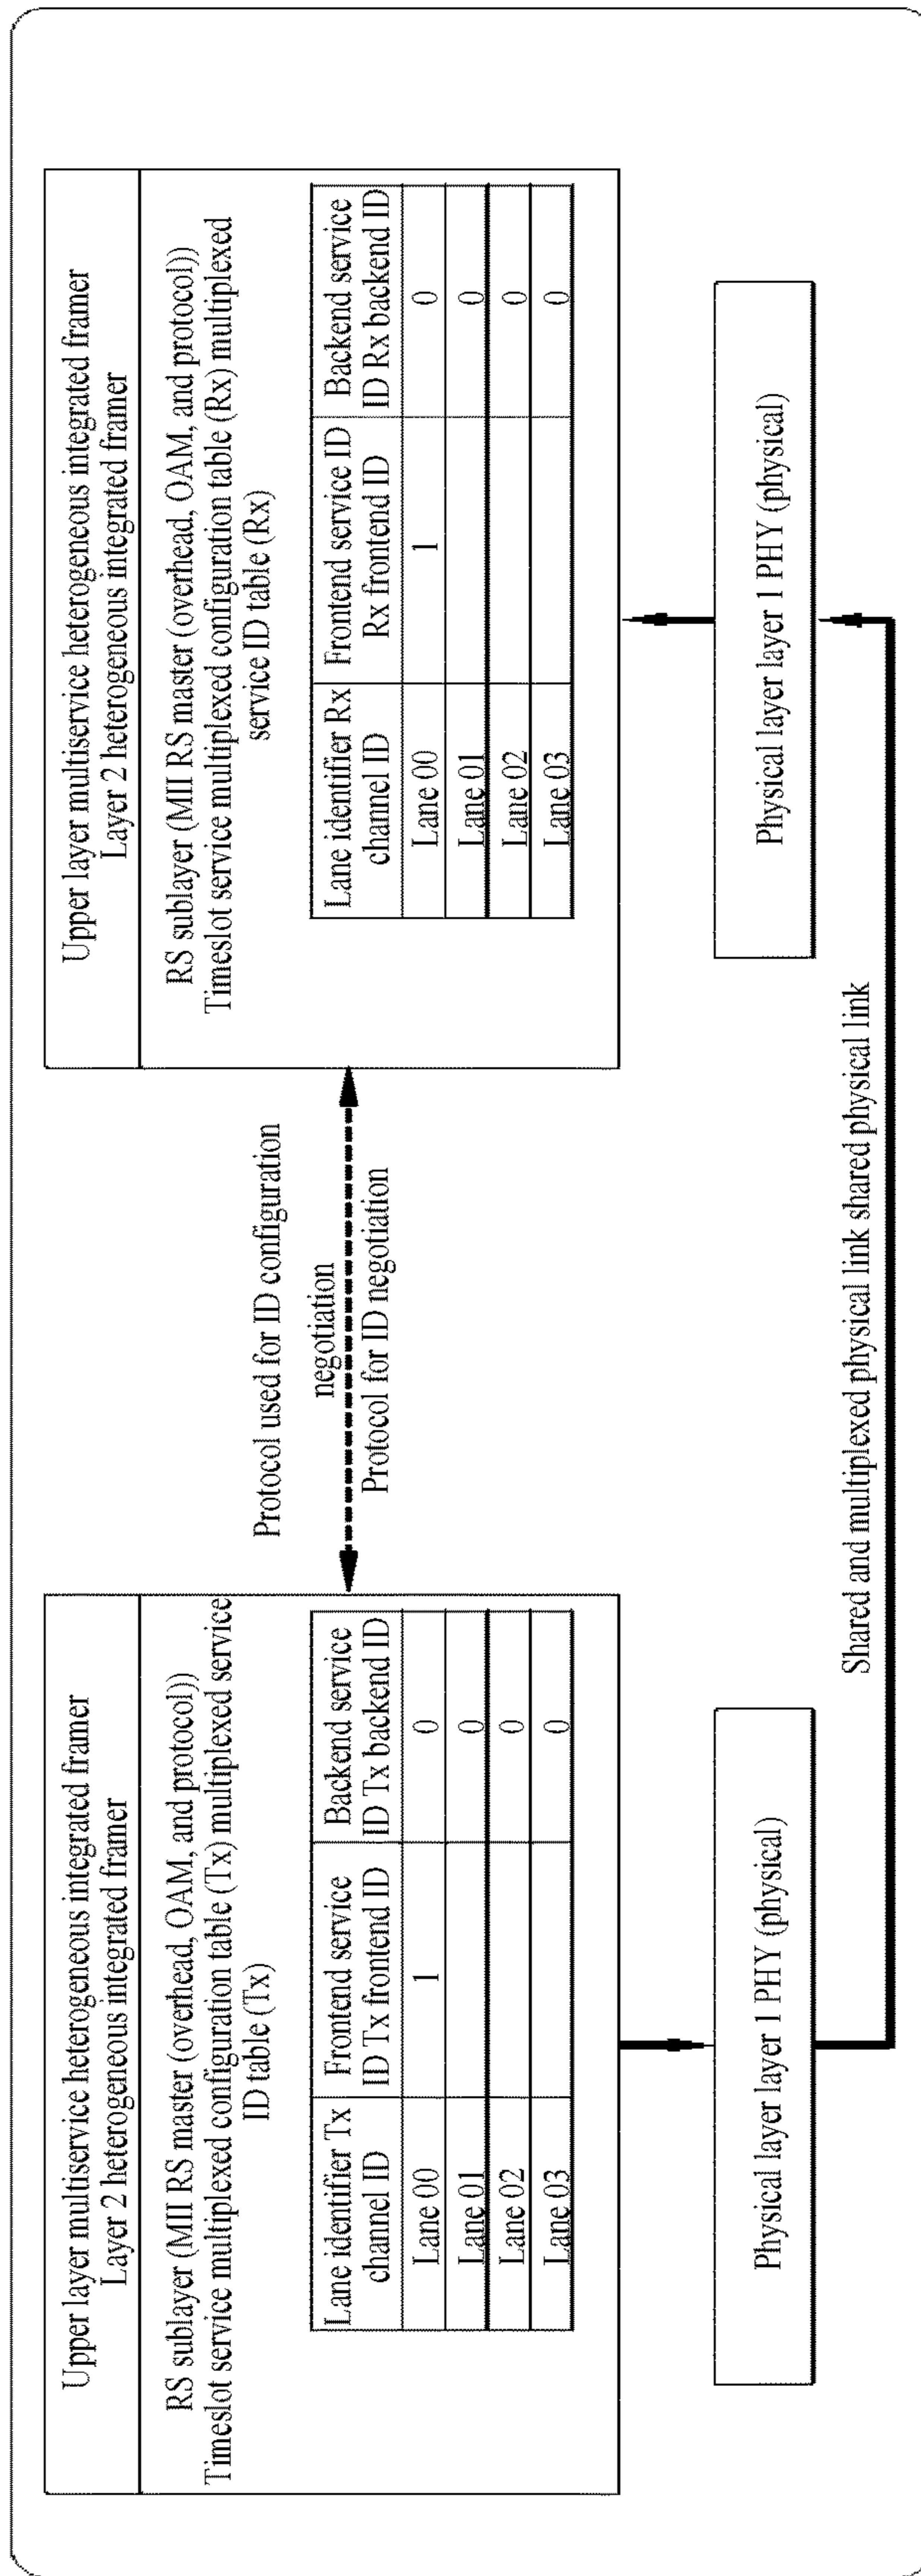 Upper layer multiservice heterogeneous integrated framer
Layer 2 heterogeneous integrated framer
RS sublayer (MII RS master (overhead, OAM, and protocol))
Timeslot service multiplexed configuration table (Tx) multiplexed service
ID table (Tx)
Lane identifier Tx
channel ID
Frontend service
ID Tx frontend ID
Backend service
ID Tx backend ID
Lane 00
1
0
Lane 01
0
Lane 02
0
Lane 03
0
Physical layer layer 1 PHY (physical)
Protocol used for ID configuration
negotiation
Protocol for ID negotiation
Shared and multiplexed physical link shared physical link
Upper layer multiservice heterogeneous integrated framer
Layer 2 heterogeneous integrated framer
RS sublayer (MII RS master (overhead, OAM, and protocol))
Timeslot service multiplexed configuration table (Rx) multiplexed
service ID table (Rx)
Lane identifier Rx
channel ID
Frontend service ID
Rx frontend ID
Backend service
ID Rx backend ID
Lane 00
1
0
Lane 01
0
Lane 02
0
Lane 03
0
Physical layer layer 1 PHY (physical)